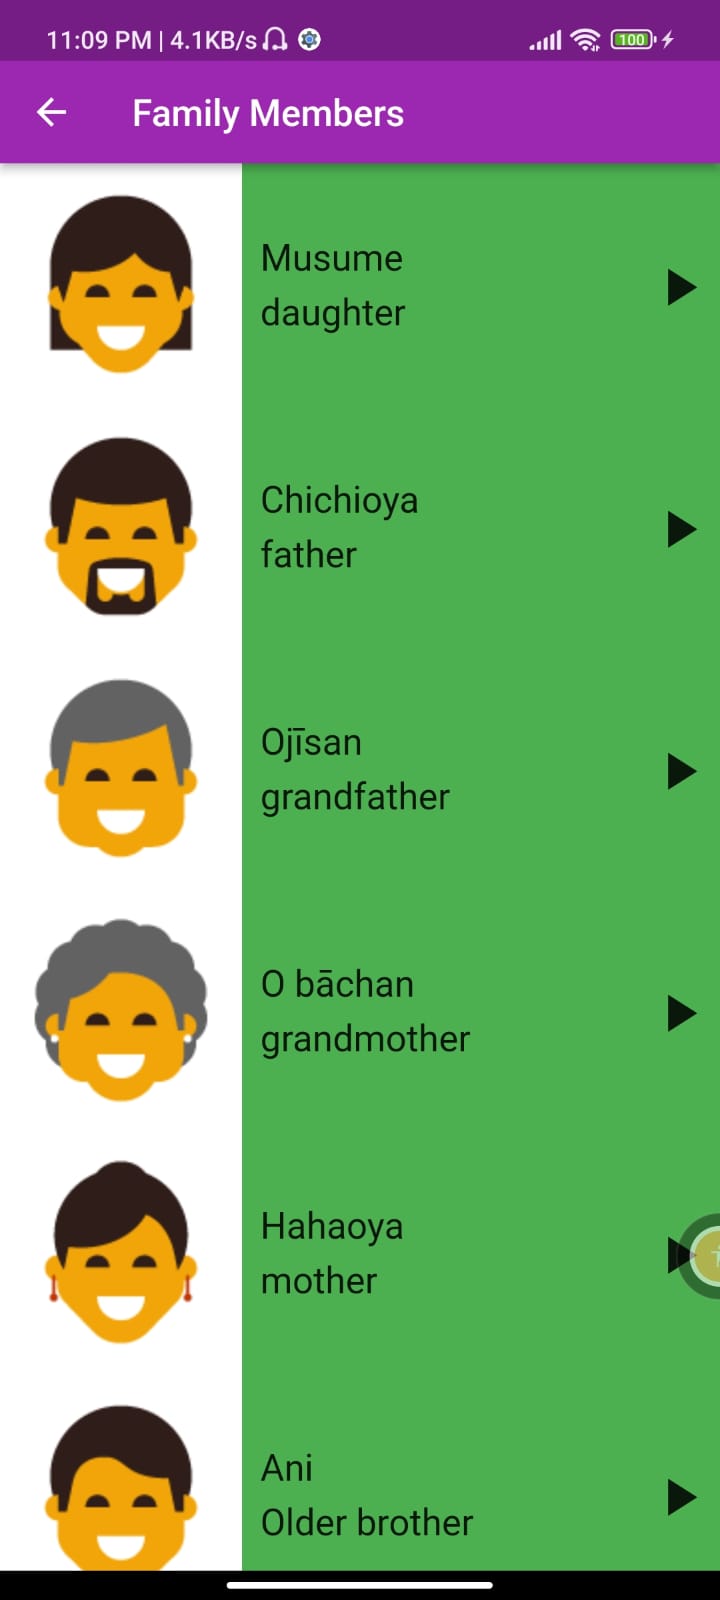 11:09 PM | 4.1KB/s
100
Family Members
Musume
daughter
Chichioya
father
Ojīsan
grandfather
O bāchan
grandmother
Hahaoya
mother
Ani
Older brother